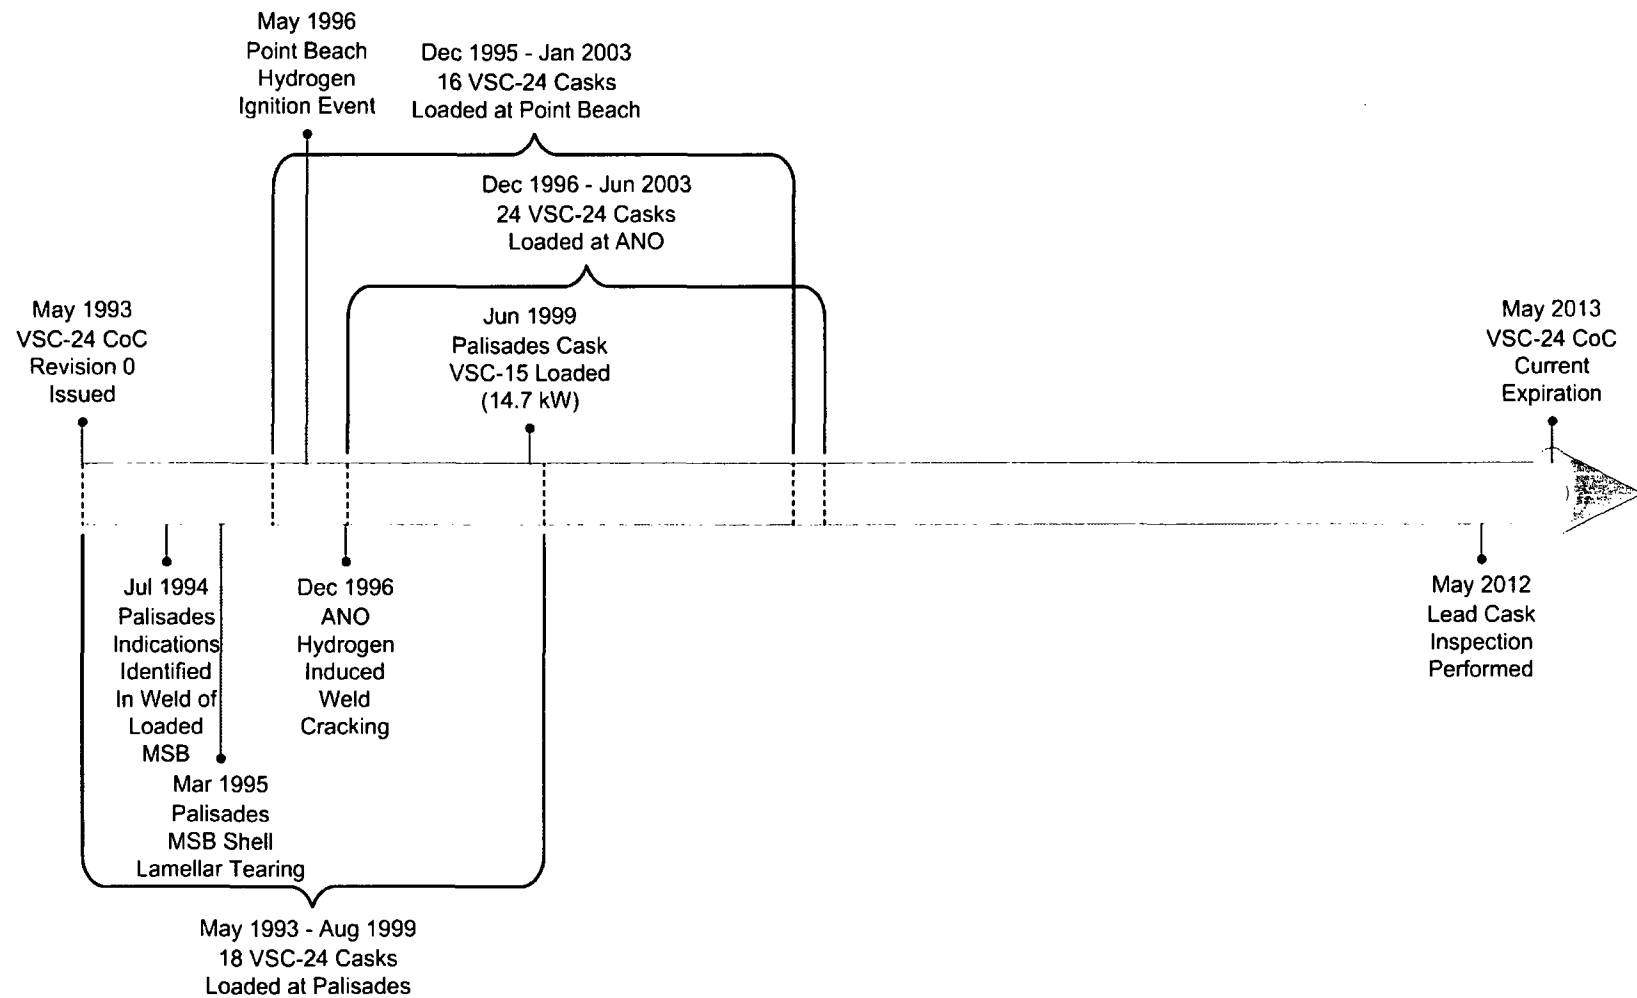 May 1996
Point Beach
Hydrogen
Ignition Event
Dec 1995 - Jan 2003
16 VSC-24 Casks
Loaded at Point Beach
Dec 1996 - Jun 2003
24 VSC-24 Casks
Loaded at ANO
May 1993
VSC-24 CoC
Revision 0
Issued
Jun 1999
Palisades Cask
VSC-15 Loaded
(14.7 kW)
May 2013
VSC-24 CoC
Current
Expiration
Jul 1994
Palisades
Indications
Identified
In Weld of
Loaded
MSB
Dec 1996
ANO
Hydrogen
Induced
Weld
Cracking
May 2012
Lead Cask
Inspection
Performed
Mar 1995
Palisades
MSB Shell
Lamellar Tearing
May 1993 - Aug 1999
18 VSC-24 Casks
Loaded at Palisades